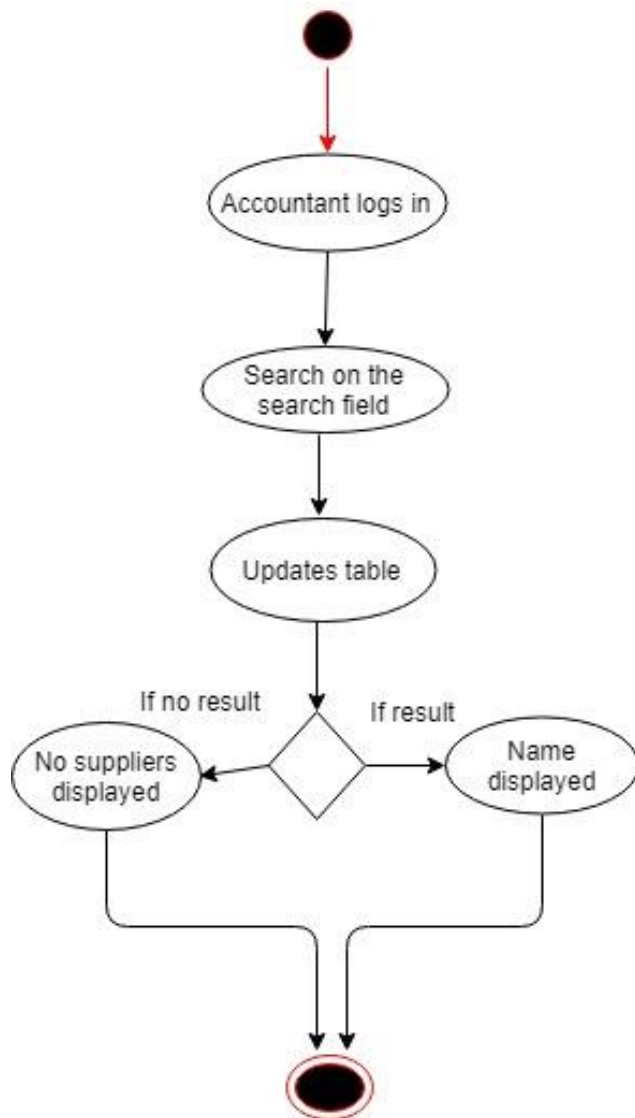 Accountant logs in
Search on the
search field
Updates table
If no result
If result
No suppliers
displayed
Name
displayed